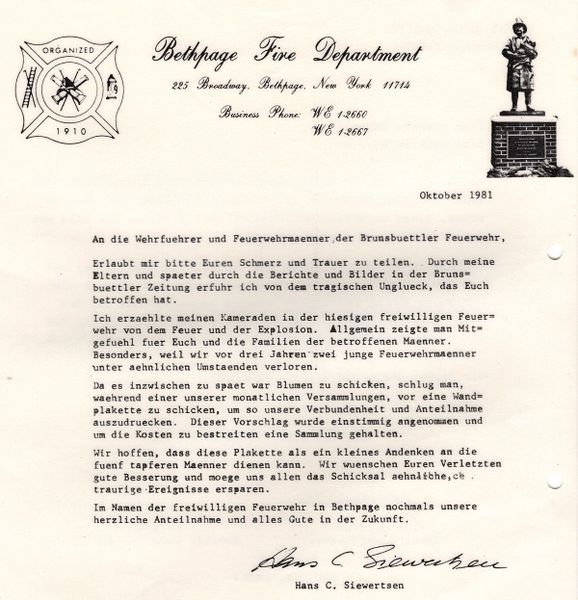 ORGANIZED
1910
Bethpage Fire Department
225 Broadway, Bethpage, New York 11714
Business Phone: WE 1-2660
WE 1-2667
Oktober 1981
An die Wehrfuehrer und Feuerwehrmaenner der Brunsbuettler Feuerwehr,
Erlaubt mir bitte Euren Schmerz und Trauer zu teilen. Durch meine
Eltern und spaeter durch die Berichte und Bilder in der Bruns=
buettler Zeitung erfuhr ich von dem tragischen Unglueck, das Euch
betroffen hat.
Ich erzaehlte meinen Kameraden in der hiesigen freiwilligen Feuer=
wehr von dem Feuer und der Explosion. Allgemein zeigte man Mit=
gefuehl fuer Euch und die Familien der betroffenen Maenner.
Besonders, weil wir vor drei Jahren zwei junge Feuerwehrmaenner
unter aehnlichen Umstaenden verloren.
Da es inzwischen zu spaet war Blumen zu schicken, schlug man,
waehrend einer unserer monatlichen Versammlungen, vor eine Wand=
plakette zu schicken, um so unsere Verbundenheit und Anteilnahme
auszudruecken. Dieser Vorschlag wurde einstimmig angenommen und
um die Kosten zu bestreiten eine Sammlung gehalten.
Wir hoffen, dass diese Plakette als ein kleines Andenken an die
fuenf tapferen Maenner dienen kann. Wir wuenschen Euren Verletzten
gute Besserung und moege uns allen das Schicksal aehnliche,
traurige Ereignisse ersparen.
Im Namen der freiwilligen Feuerwehr in Bethpage nochmals unsere
herzliche Anteilnahme und alles Gute in der Zukunft.
Hans C. Siewertsen
Hans C. Siewertsen